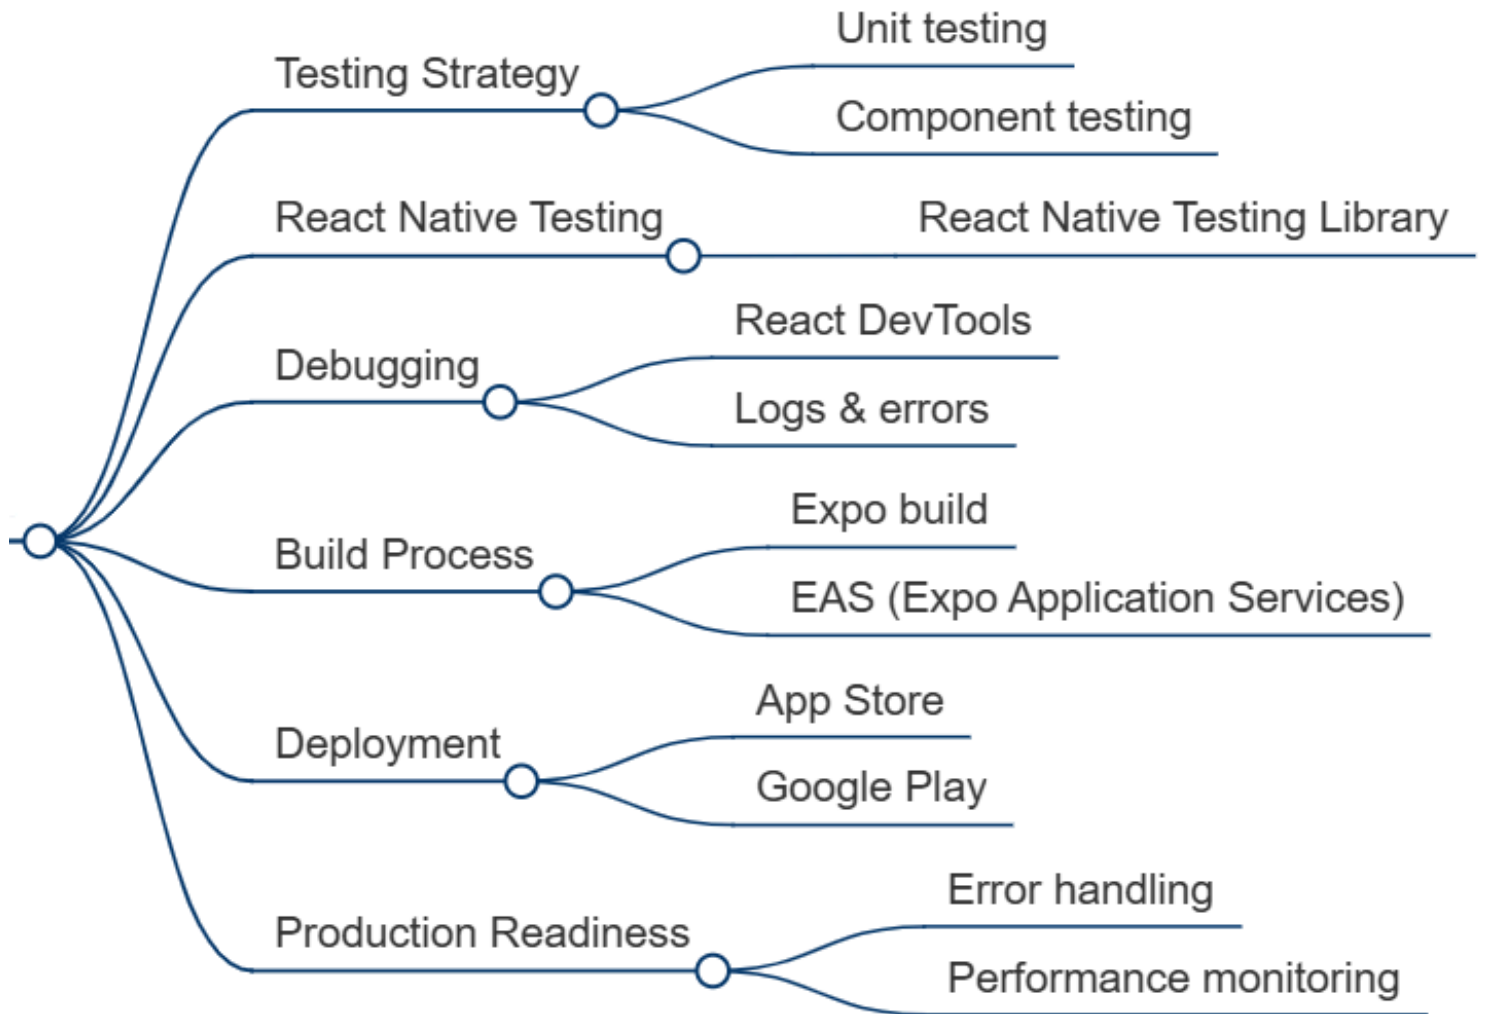 Testing Strategy
Unit testing
Component testing
React Native Testing
React Native Testing Library
Debugging
React DevTools
Logs & errors
Build Process
Expo build
EAS (Expo Application Services)
Deployment
App Store
Google Play
Production Readiness
Error handling
Performance monitoring